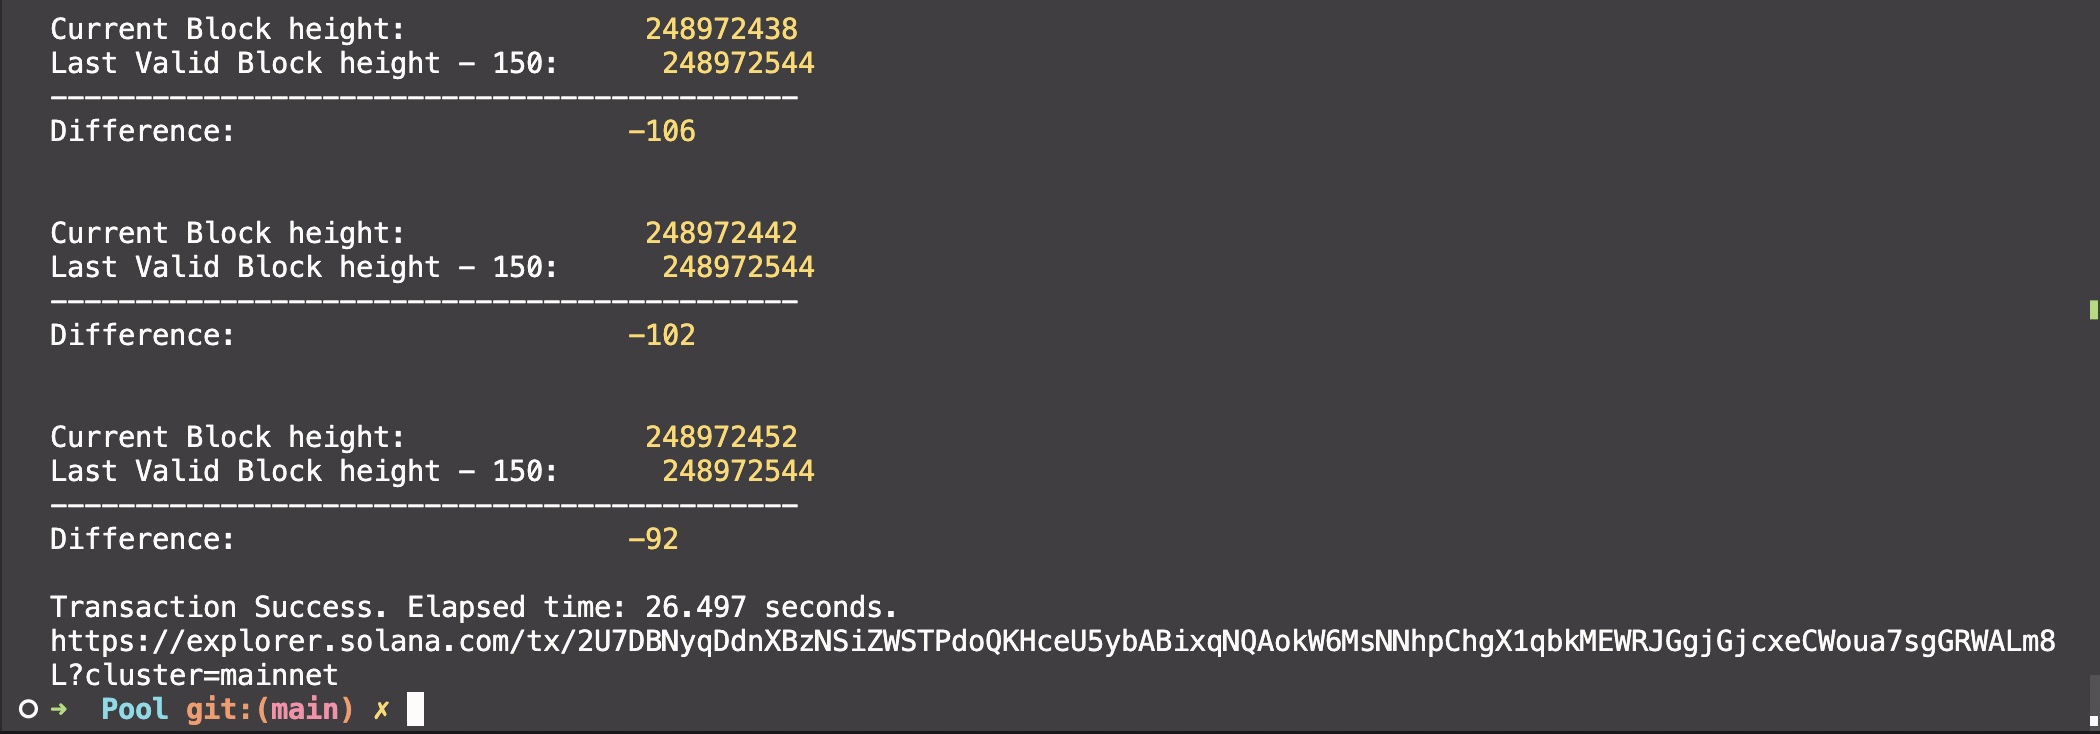 Current Block height: 248972438
Last Valid Block height - 150: 248972544
--------------------------------------------
Difference: -106
Current Block height: 248972442
Last Valid Block height - 150: 248972544
--------------------------------------------
Difference: -102
Current Block height: 248972452
Last Valid Block height - 150: 248972544
--------------------------------------------
Difference: -92
Transaction Success. Elapsed time: 26.497 seconds.
https://explorer.solana.com/tx/2U7DBNyqDdnXBzNSiZWSTPdoQKHceU5ybABixqNQAokW6MsNNhpChgX1qbkMEWRJGgjGjcxeCWoua7sgGRWALm8
L?cluster=mainnet
➜ Pool git:(main) ✗